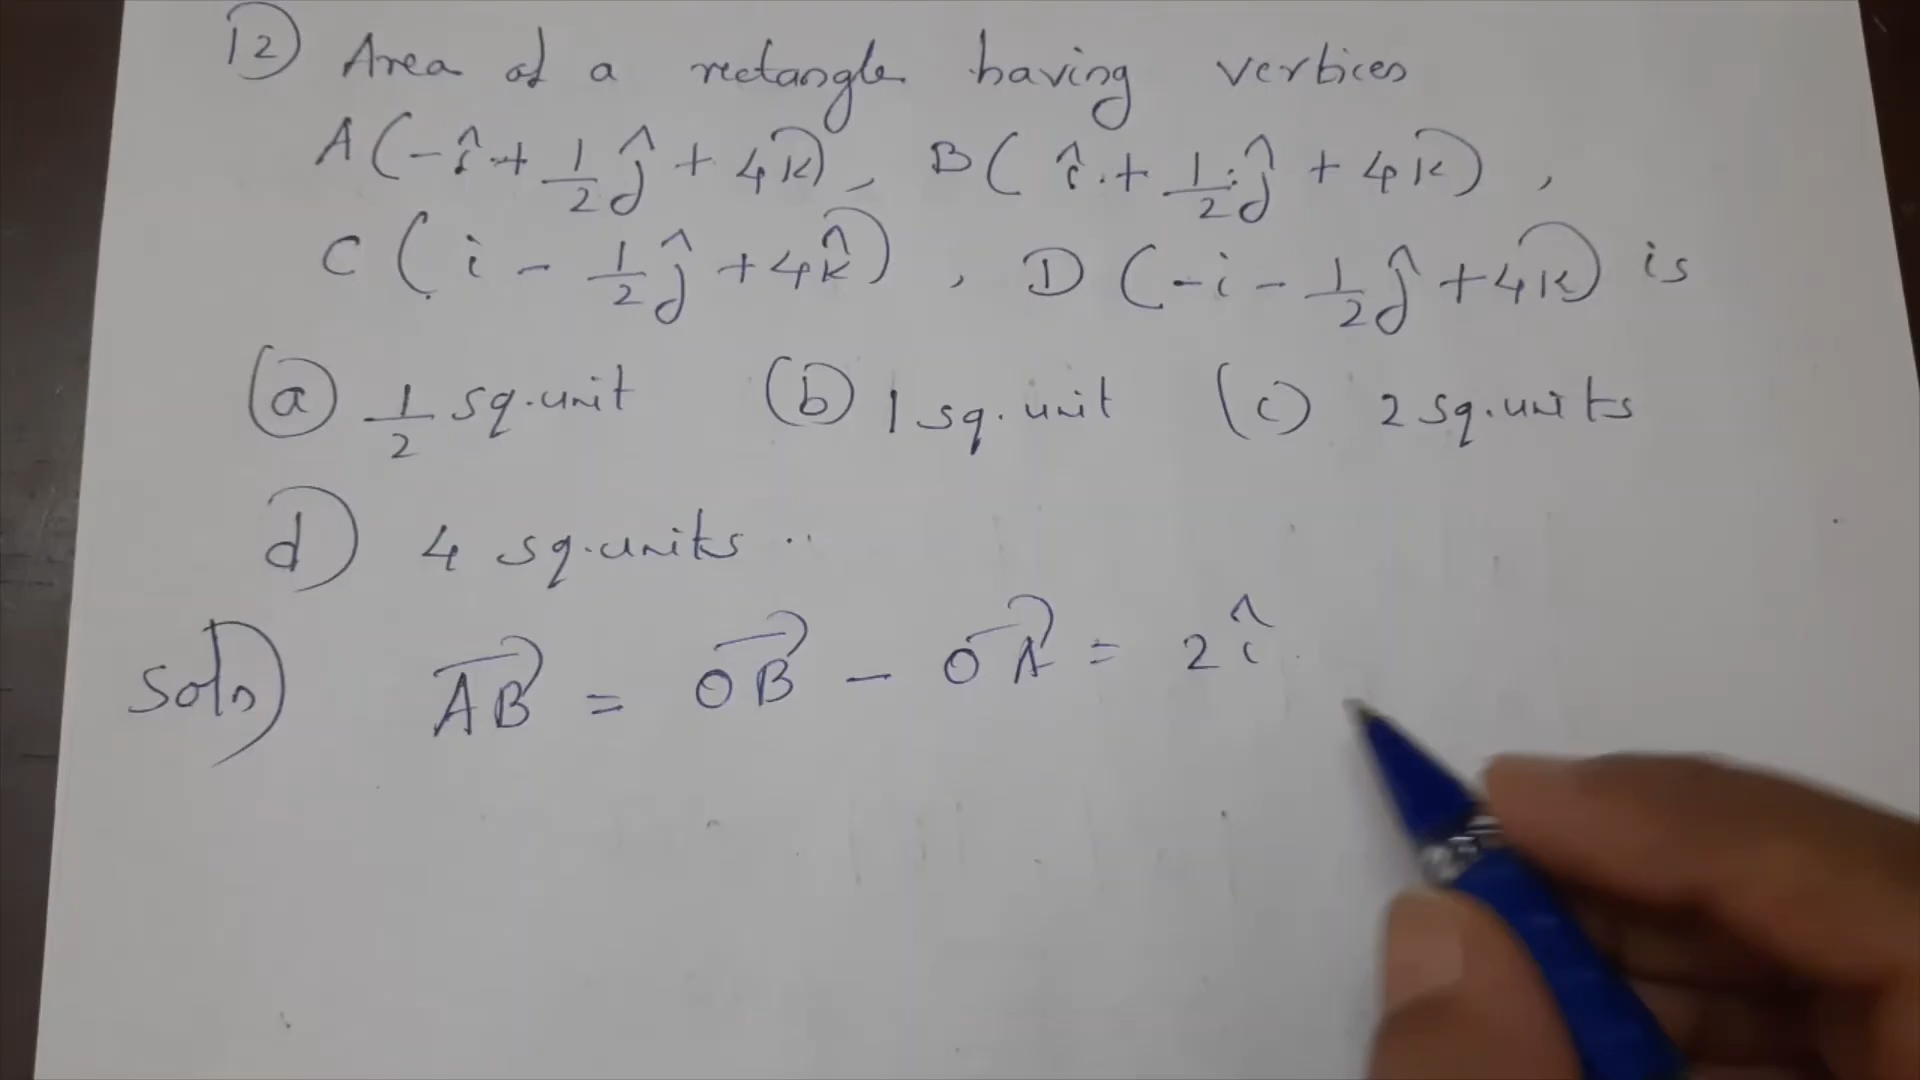 12) Area of a rectangle having vertices
A(-î + 1/2 ĵ + 4k̂), B(î + 1/2 ĵ + 4k̂),
C(i - 1/2 ĵ + 4k̂), D(-i - 1/2 ĵ + 4k̂) is
(a) 1/2 sq.unit (b) 1 sq.unit (c) 2 sq.units
d) 4 sq.units ..
Soln) AB⃗ = OB⃗ - OA⃗ = 2î